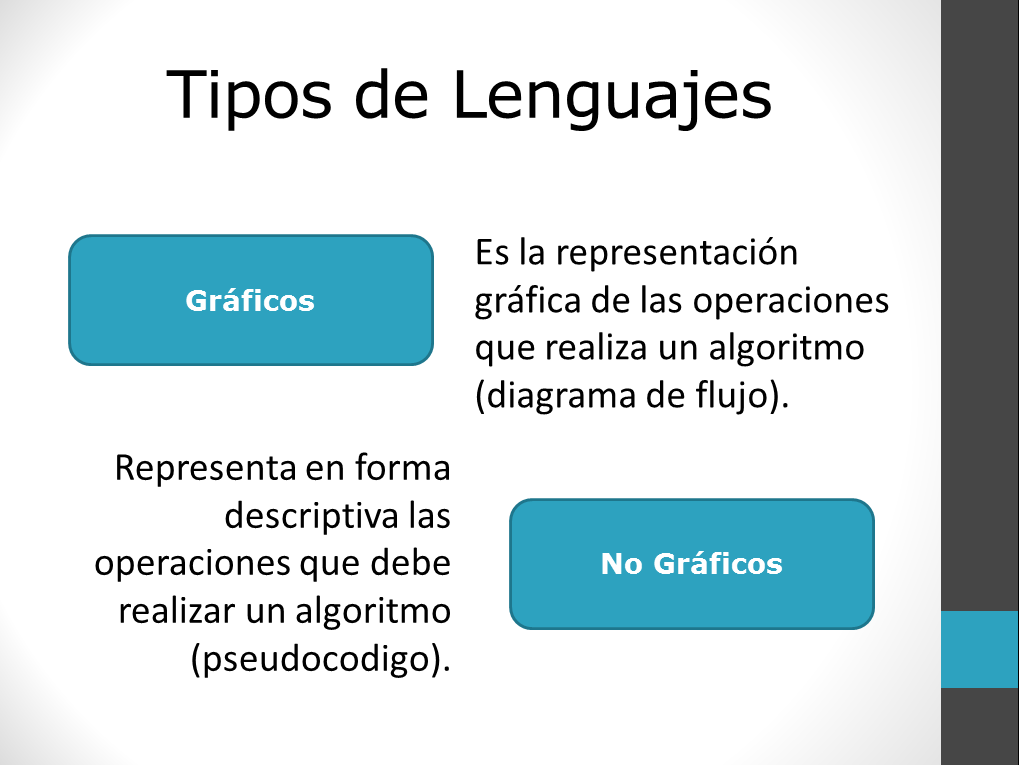 Tipos de Lenguajes
Gráficos
Es la representación
gráfica de las operaciones
que realiza un algoritmo
(diagrama de flujo).
Representa en forma
descriptiva las
operaciones que debe
realizar un algoritmo
(pseudocodigo).
No Gráficos